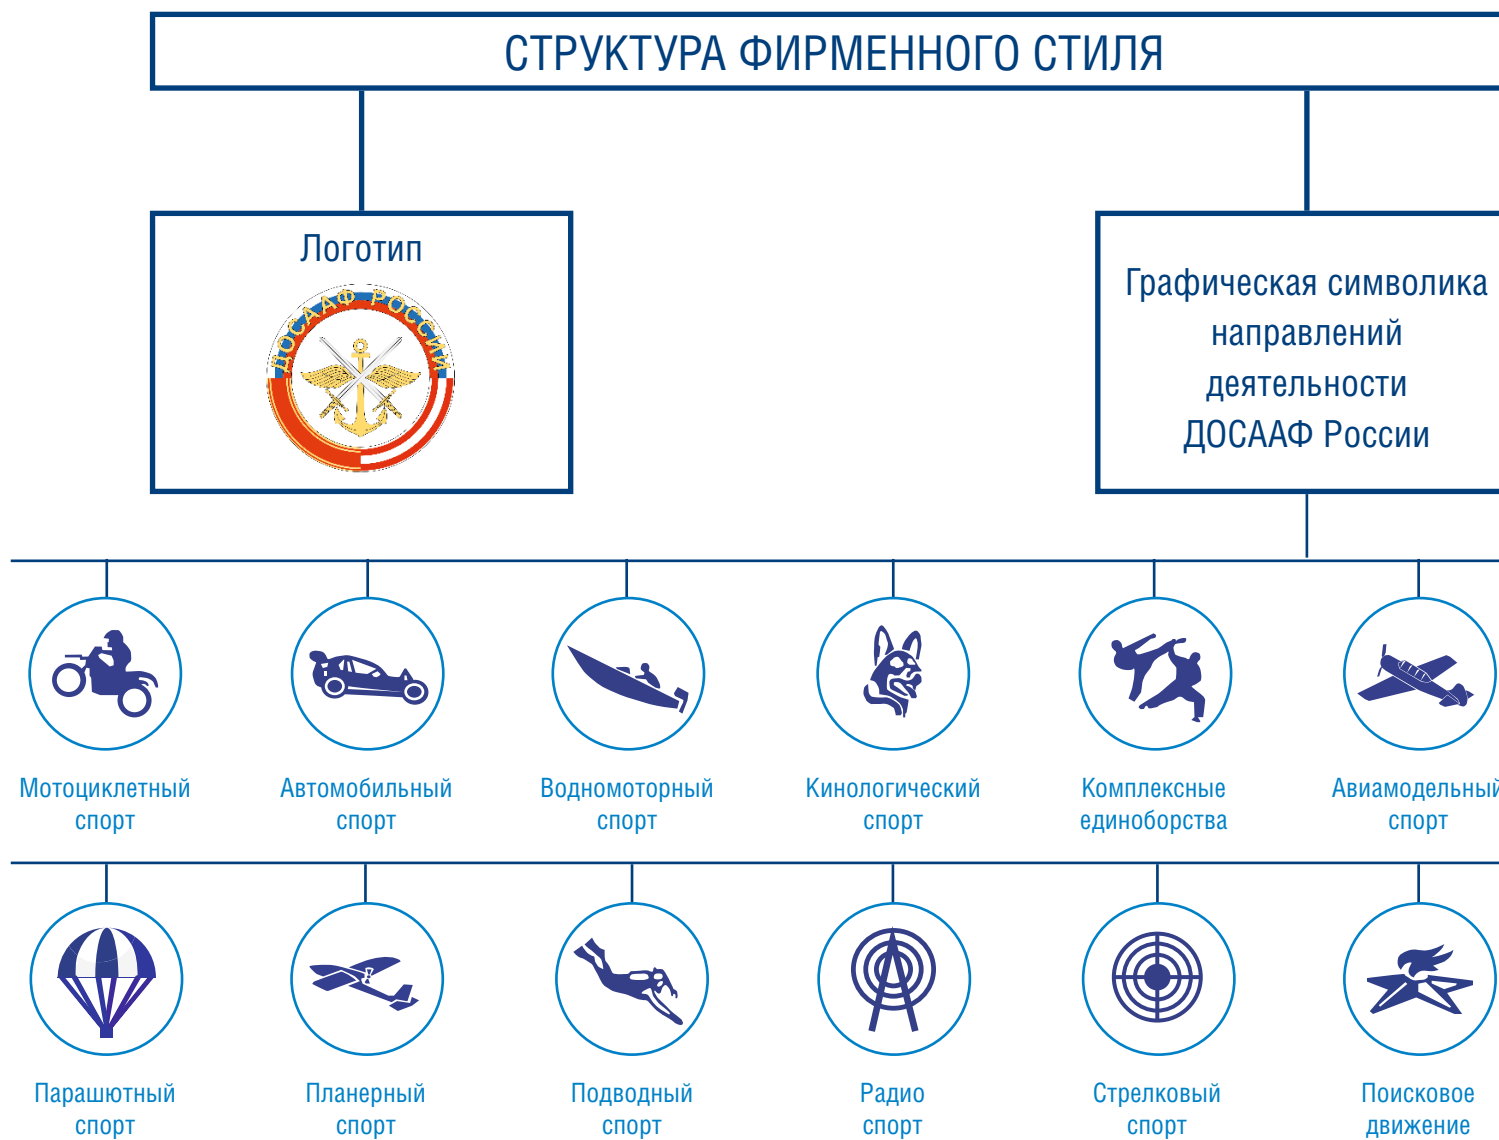 СТРУКТУРА ФИРМЕННОГО СТИЛЯ
Логотип
ДОСААФ РОССИИ
Графическая символика
направлений
деятельности
ДОСААФ России
Мотоциклетный
спорт
Автомобильный
спорт
Водномоторный
спорт
Кинологический
спорт
Комплексные
единоборства
Авиамодельный
спорт
Парашютный
спорт
Планерный
спорт
Подводный
спорт
Радио
спорт
Стрелковый
спорт
Поисковое
движение